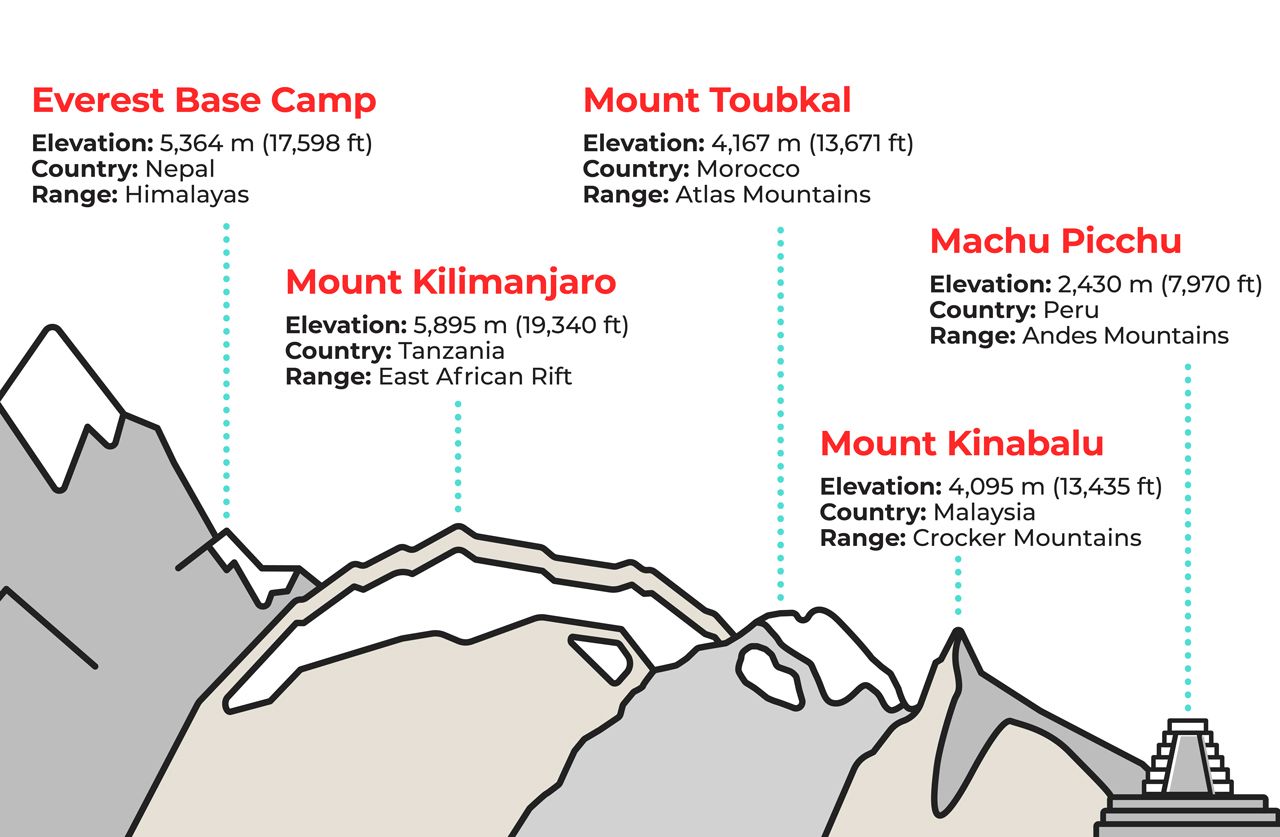 Everest Base Camp
Elevation: 5,364 m (17,598 ft)
Country: Nepal
Range: Himalayas
Mount Kilimanjaro
Elevation: 5,895 m (19,340 ft)
Country: Tanzania
Range: East African Rift
Mount Toubkal
Elevation: 4,167 m (13,671 ft)
Country: Morocco
Range: Atlas Mountains
Mount Kinabalu
Elevation: 4,095 m (13,435 ft)
Country: Malaysia
Range: Crocker Mountains
Machu Picchu
Elevation: 2,430 m (7,970 ft)
Country: Peru
Range: Andes Mountains